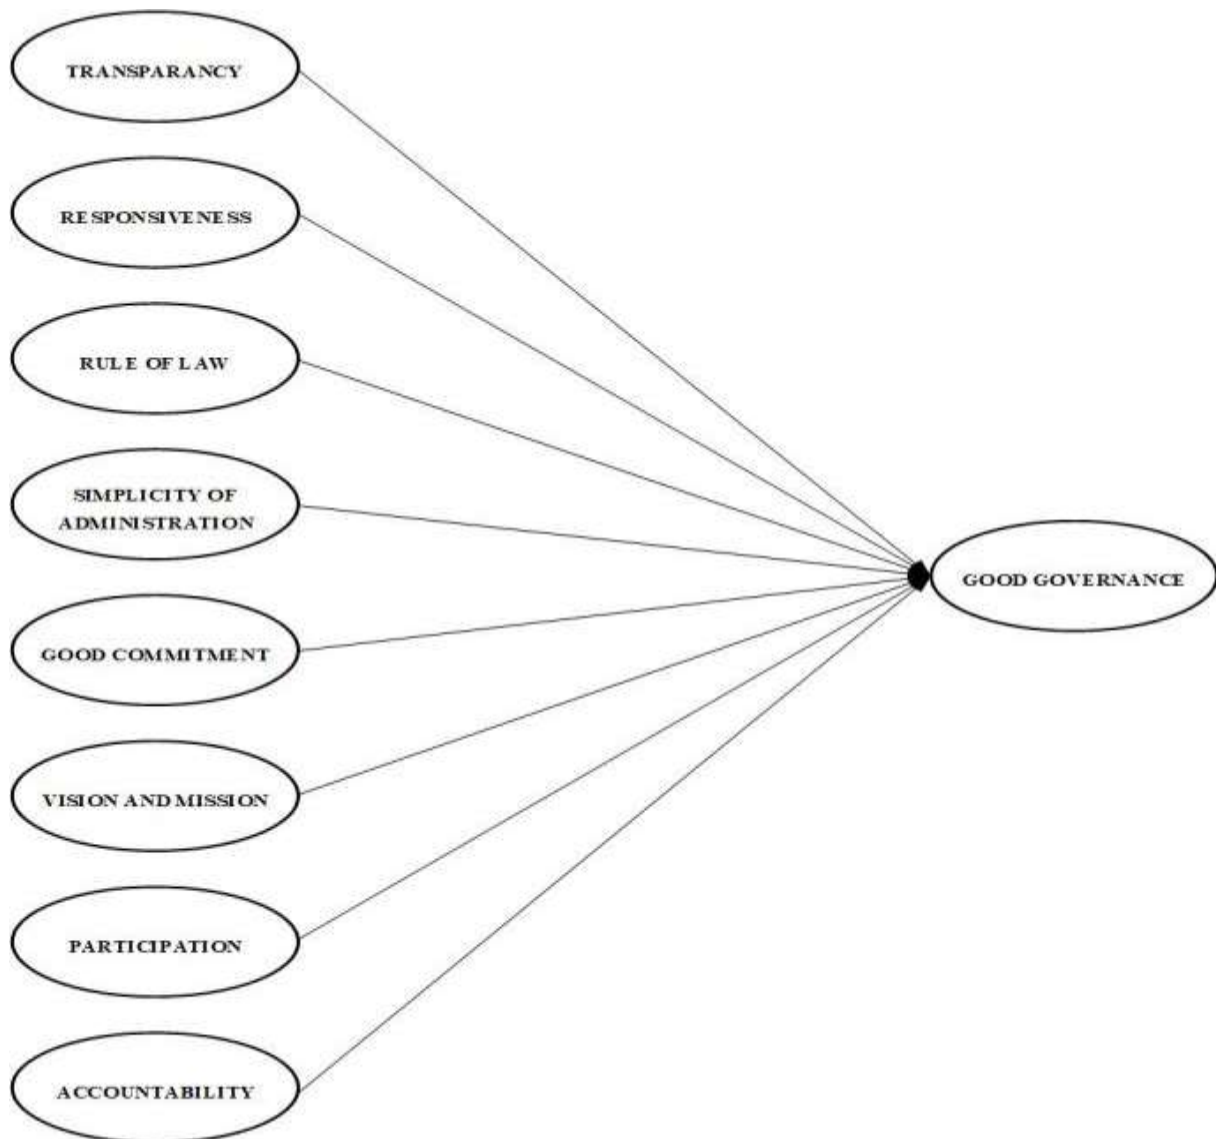 TRANSPARANCY
RESPONSIVENESS
RULE OF LAW
SIMPLICITY OF
ADMINISTRATION
GOOD COMMITMENT
VISION AND MISSION
PARTICIPATION
ACCOUNTABILITY
GOOD GOVERNANCE